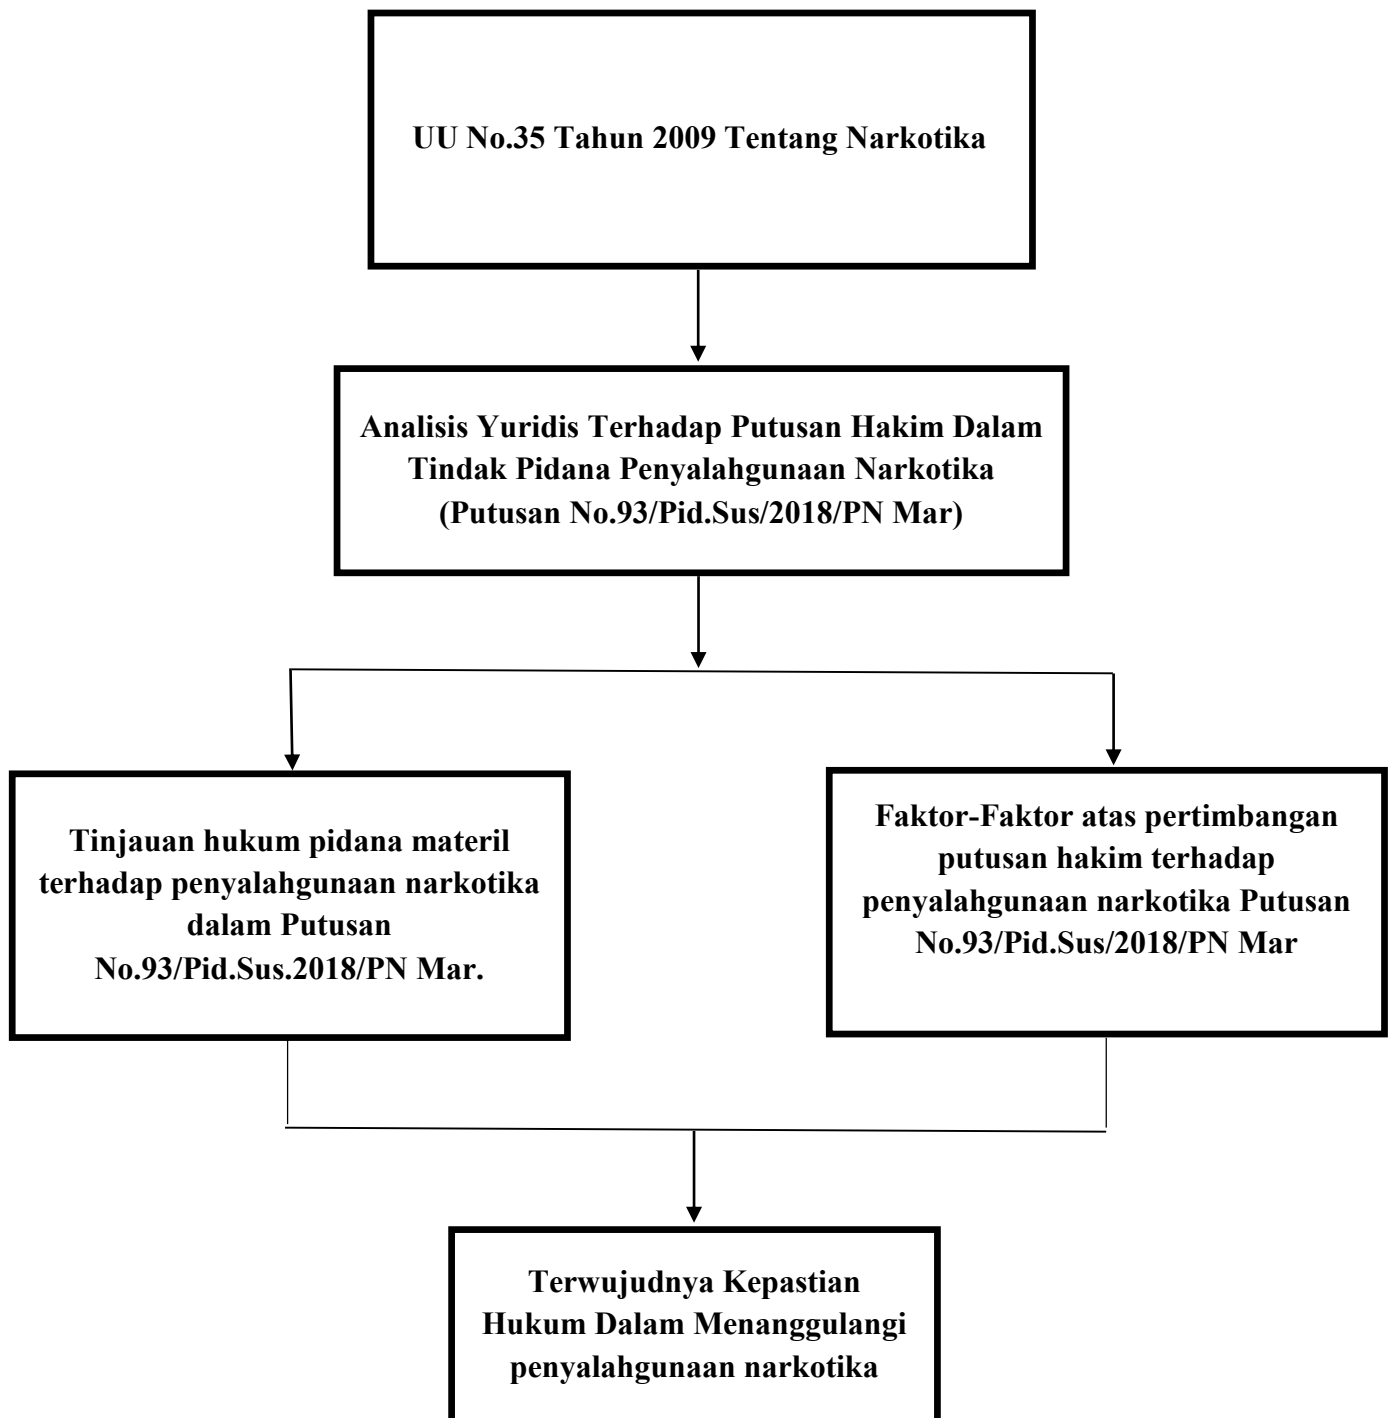 UU No.35 Tahun 2009 Tentang Narkotika
Analisis Yuridis Terhadap Putusan Hakim Dalam
Tindak Pidana Penyalahgunaan Narkotika
(Putusan No.93/Pid.Sus/2018/PN Mar)
Tinjauan hukum pidana materil
terhadap penyalahgunaan narkotika
dalam Putusan
No.93/Pid.Sus.2018/PN Mar.
Faktor-Faktor atas pertimbangan
putusan hakim terhadap
penyalahgunaan narkotika Putusan
No.93/Pid.Sus/2018/PN Mar
Terwujudnya Kepastian
Hukum Dalam Menanggulangi
penyalahgunaan narkotika